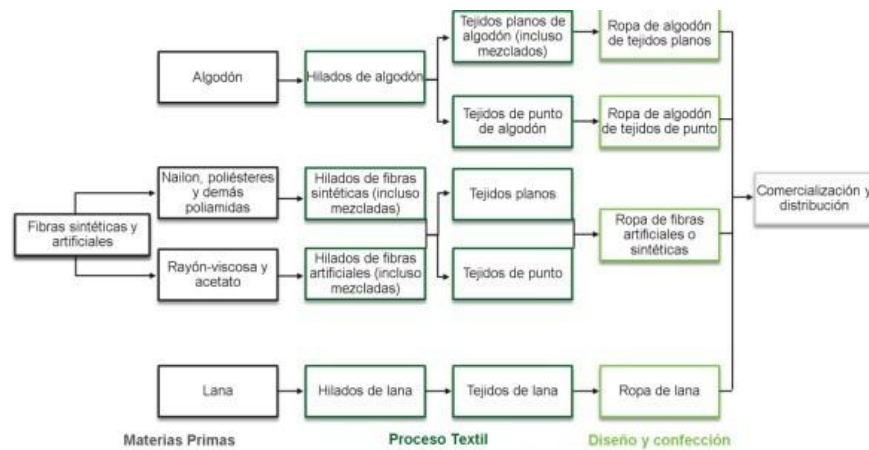 Algodón
Hilados de algodón
Tejidos planos de
algodón (incluso
mezclados)
Ropa de algodón
de tejidos planos
Tejidos de punto
de algodón
Ropa de algodón
de tejidos de punto
Fibras sintéticas y
artificiales
Nailon, poliésteres
y demás
poliamidas
Hilados de fibras
sintéticas (incluso
mezcladas)
Tejidos planos
Rayón-viscosa y
acetato
Hilados de fibras
artificiales (incluso
mezcladas)
Tejidos de punto
Ropa de fibras
artificiales o
sintéticas
Comercialización y
distribución
Lana
Hilados de lana
Tejidos de lana
Ropa de lana
Materias Primas
Proceso Textil
Diseño y confección